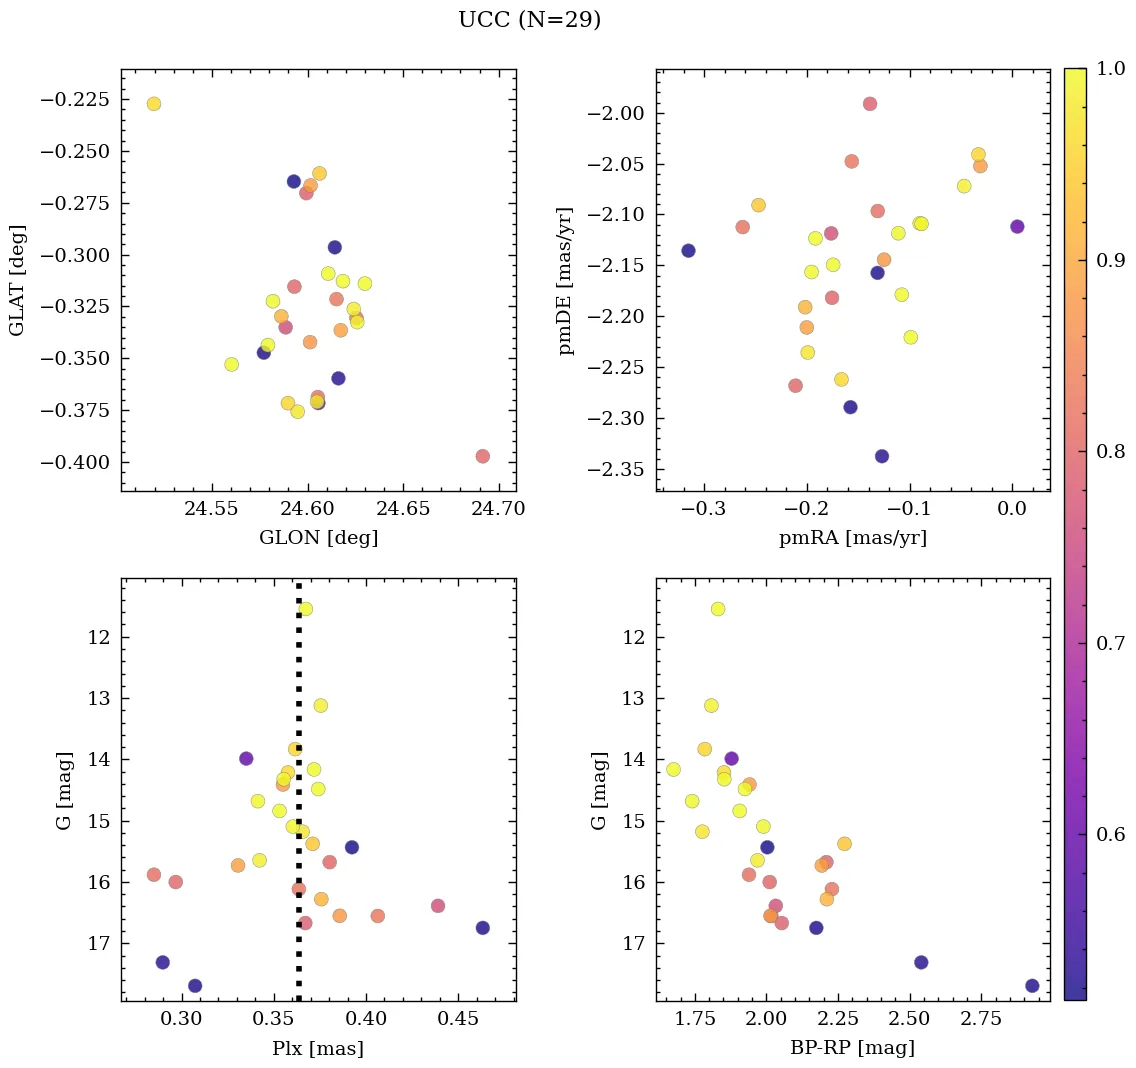 UCC (N=29)
−0.225
−0.250
−0.275
−0.300
−0.325
−0.350
−0.375
−0.400
GLAT [deg]
24.55 24.60 24.65 24.70
GLON [deg]
−2.00
−2.05
−2.10
−2.15
−2.20
−2.25
−2.30
−2.35
pmDE [mas/yr]
−0.3 −0.2 −0.1 0.0
pmRA [mas/yr]
1.0
0.9
0.8
0.7
0.6
12
13
14
15
16
17
G [mag]
0.30 0.35 0.40 0.45
Plx [mas]
12
13
14
15
16
17
G [mag]
1.75 2.00 2.25 2.50 2.75
BP-RP [mag]